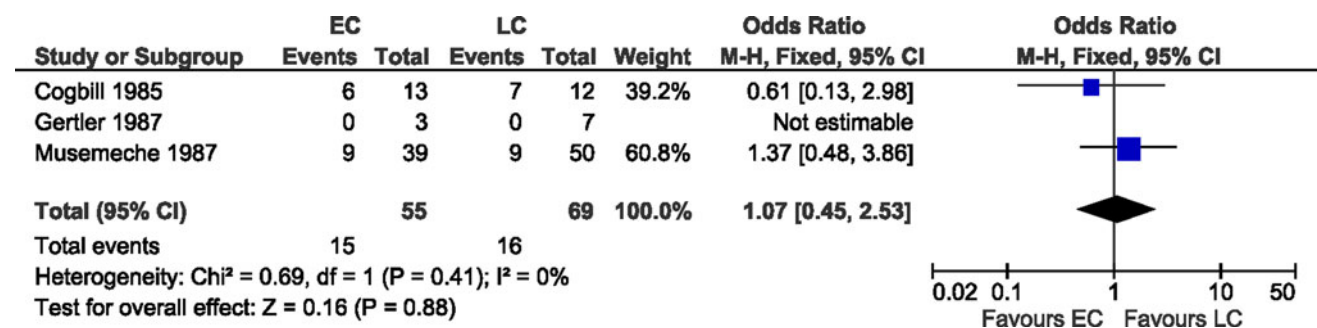 EC LC Odds Ratio Odds Ratio
Study or Subgroup Events Total Events Total Weight M-H, Fixed, 95% CI M-H, Fixed, 95% CI
Cogbill 1985 6 13 7 12 39.2% 0.61 [0.13, 2.98]
Gertler 1987 0 3 0 7 Not estimable
Musemeche 1987 9 39 9 50 60.8% 1.37 [0.48, 3.86]
Total (95% CI) 55 69 100.0% 1.07 [0.45, 2.53]
Total events 15 16
Heterogeneity: Chi² = 0.69, df = 1 (P = 0.41); I² = 0%
Test for overall effect: Z = 0.16 (P = 0.88)
0.02 0.1 1 10 50
Favours EC Favours LC